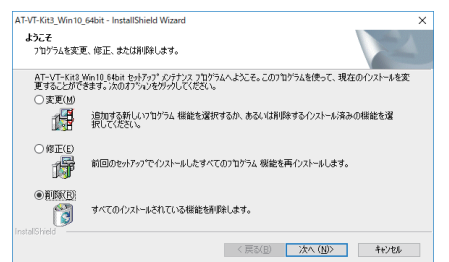 AT-VT-Kit3_Win10_64bit - InstallShield Wizard
ようこそ
ﾌﾟﾛｸﾞﾗﾑを変更、修正、または削除します。
AT-VT-Kit3 Win10_64bit ｾｯﾄｱｯﾌﾟ ﾒﾝﾃﾅﾝｽ ﾌﾟﾛｸﾞﾗﾑへようこそ。このﾌﾟﾛｸﾞﾗﾑを使って、現在のｲﾝｽﾄｰﾙを変
更することができます。次のｵﾌﾟｼｮﾝをｸﾘｯｸしてください。
変更(M)
追加する新しいﾌﾟﾛｸﾞﾗﾑ 機能を選択するか、あるいは削除するｲﾝｽﾄｰﾙ済みの機能を選
択してください。
修正(E)
前回のｾｯﾄｱｯﾌﾟでｲﾝｽﾄｰﾙしたすべてのﾌﾟﾛｸﾞﾗﾑ 機能を再ｲﾝｽﾄｰﾙします。
削除(R)
すべてのｲﾝｽﾄｰﾙされている機能を削除します。
InstallShield
< 戻る(B) 次へ (N)> ｷｬﾝｾﾙ